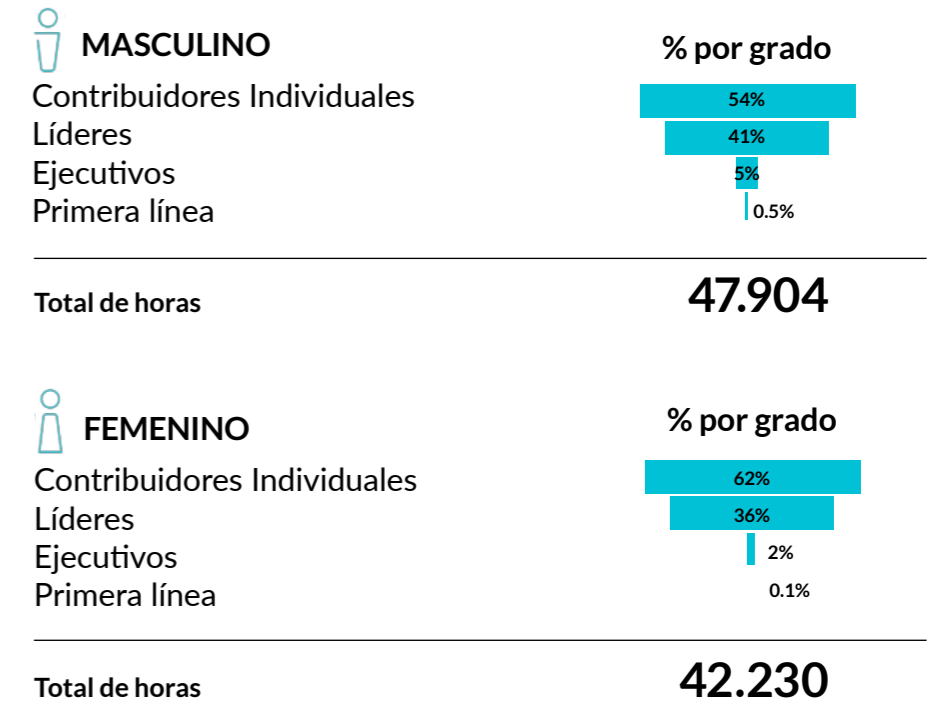 MASCULINO % por grado
Contribuidores Individuales 54%
Líderes 41%
Ejecutivos 5%
Primera línea 0.5%
Total de horas 47.904
FEMENINO % por grado
Contribuidores Individuales 62%
Líderes 36%
Ejecutivos 2%
Primera línea 0.1%
Total de horas 42.230